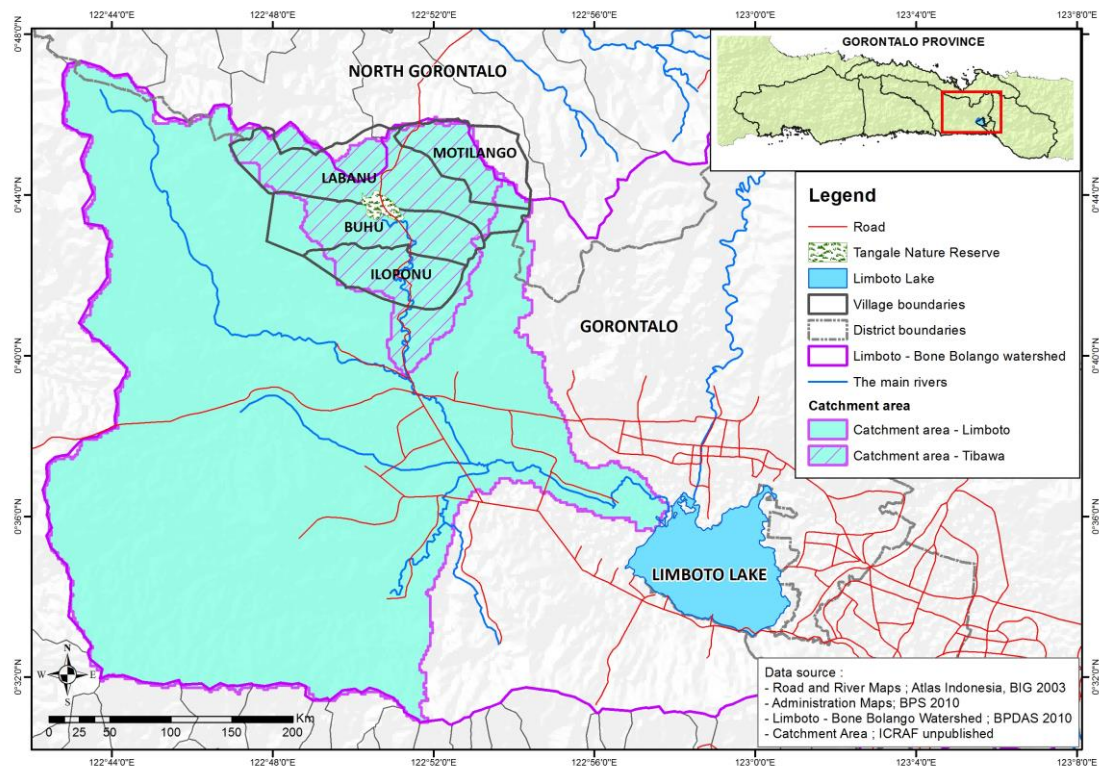 122°44'0"E 122°48'0"E 122°52'0"E 122°56'0"E 123°0'0"E 123°4'0"E 123°8'0"E
0°48'0"N
0°44'0"N
0°40'0"N
0°36'0"N
0°32'0"N
NORTH GORONTALO
MOTILANGO
LABANU
BUHU
ILOPONU
GORONTALO
LIMBOTO LAKE
GORONTALO PROVINCE
Legend
Road
Tangale Nature Reserve
Limboto Lake
Village boundaries
District boundaries
Limboto - Bone Bolango watershed
The main rivers
Catchment area
Catchment area - Limboto
Catchment area - Tibawa
0°44'0"N
0°40'0"N
0°36'0"N
0°32'0"N
N
W E
S
Km
0 25 50 100 150 200
Data source :
- Road and River Maps ; Atlas Indonesia, BIG 2003
- Administration Maps; BPS 2010
- Limboto - Bone Bolango Watershed ; BPDAS 2010
- Catchment Area ; ICRAF unpublished
122°44'0"E 122°48'0"E 122°52'0"E 122°56'0"E 123°0'0"E 123°4'0"E 123°8'0"E